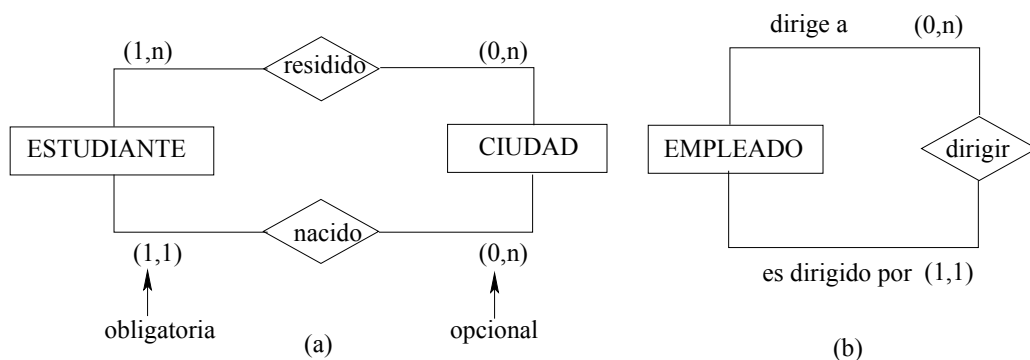 (1,n)
residido
(0,n)
ESTUDIANTE
CIUDAD
nacido
(1,1)
(0,n)
obligatoria
opcional
(a)
dirige a
(0,n)
EMPLEADO
dirigir
es dirigido por (1,1)
(b)